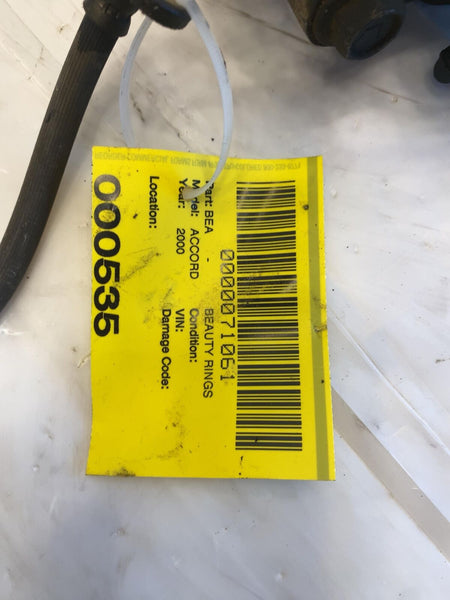 0000071061
Part: BEA - BEAUTY RINGS
Model: ACCORD Condition:
Year: 2000 VIN:
Damage Code:
Location:
000535